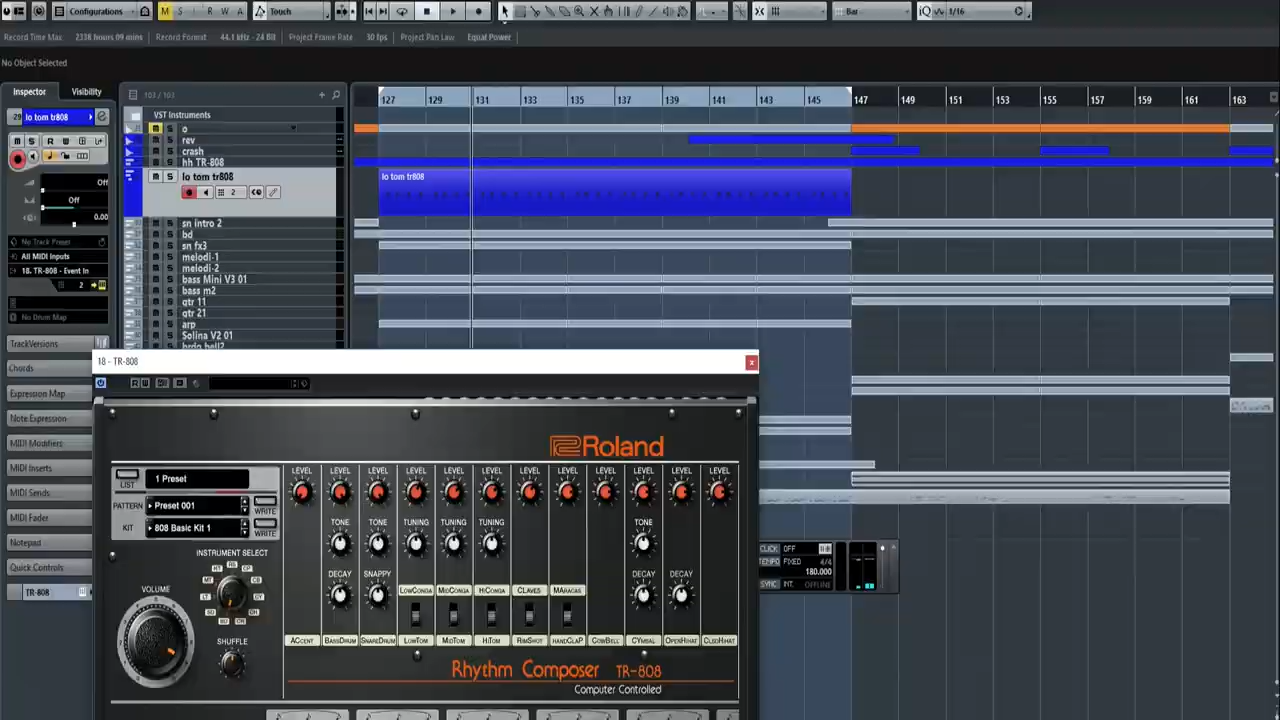 Configurations M S L R W A Touch Bar IQ 1/16
Record Time Max 2338 hours 09 mins Record Format 44.1 kHz - 24 Bit Project Frame Rate 30 fps Project Pan Law Equal Power
No Object Selected
Inspector Visibility 103 / 103
127 129 131 133 135 137 139 141 143 145 147 149 151 153 155 157 159 161 163
VST Instruments
lo tom tr808
M S R W
rev
crash
hh TR-808
lo tom tr808
lo tom tr808
2
Off
Off
0.00
No Track Preset
All MIDI Inputs
18. TR-808 - Event In
2
No Drum Map
sn intro 2
bd
sn fx3
melodi-1
melodi-2
bass Mini V3 01
bass m2
gtr 11
gtr 21
arp
Solina V2 01
TrackVersions
Chords
Expression Map
Note Expression
MIDI Modifiers
MIDI Inserts
MIDI Sends
MIDI Fader
Notepad
Quick Controls
TR-808
18 - TR-808
R W
Roland
LIST 1 Preset
PATTERN Preset 001 WRITE
KIT 808 Basic Kit 1 WRITE
INSTRUMENT SELECT
VOLUME
SHUFFLE
LEVEL LEVEL LEVEL LEVEL LEVEL LEVEL LEVEL LEVEL LEVEL LEVEL LEVEL LEVEL
TONE TONE TUNING TUNING TUNING TONE
DECAY SNAPPY LowConga MidConga HiConga CLAVES MARACAS DECAY DECAY
ACCENT BASSDRUM SNAREDRUM LOWTOM MIDTOM HITOM RIMSHOT HANDCLAP COWBELL CYMBAL OPENHIHAT CLSDHIHAT
Rhythm Composer TR-808
Computer Controlled
CLICK OFF
TEMPO FIXED 4/4
180.000
SYNC INT. OFFLINE